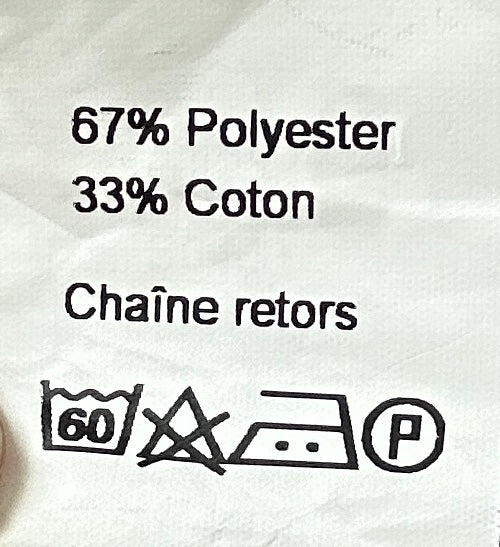 67% Polyester
33% Coton
Chaîne retors
60 P